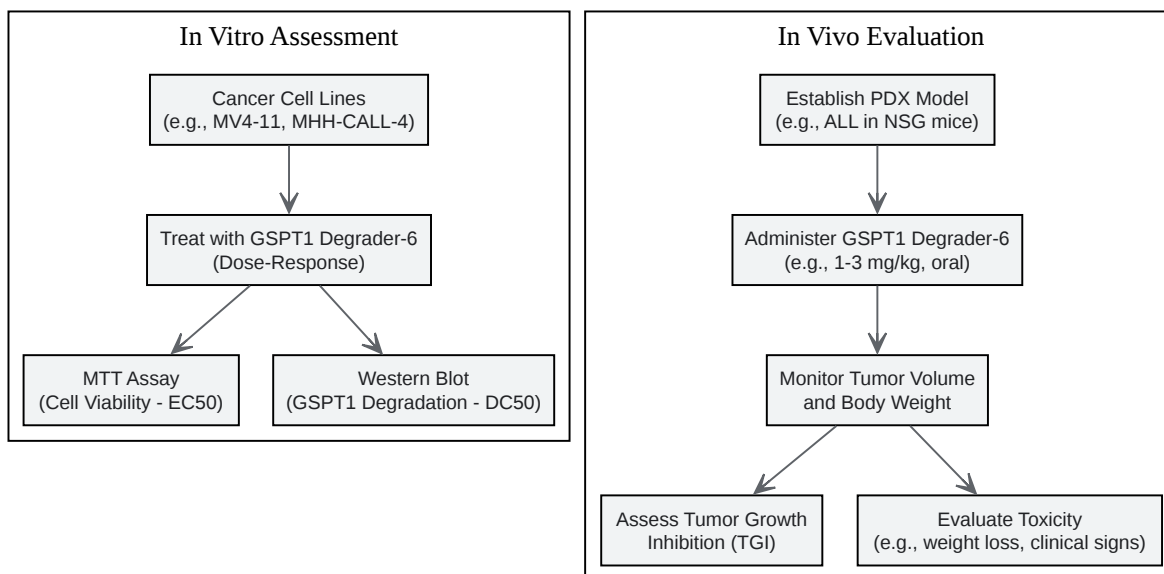 In Vitro Assessment
Cancer Cell Lines
(e.g., MV4-11, MHH-CALL-4)
Treat with GSPT1 Degrader-6
(Dose-Response)
MTT Assay
(Cell Viability - EC50)
Western Blot
(GSPT1 Degradation - DC50)
In Vivo Evaluation
Establish PDX Model
(e.g., ALL in NSG mice)
Administer GSPT1 Degrader-6
(e.g., 1-3 mg/kg, oral)
Monitor Tumor Volume
and Body Weight
Assess Tumor Growth
Inhibition (TGI)
Evaluate Toxicity
(e.g., weight loss, clinical signs)